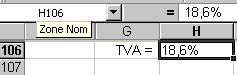 H106 = 18,6%
Zone Nom
G H
106 TVA = 18,6%
107